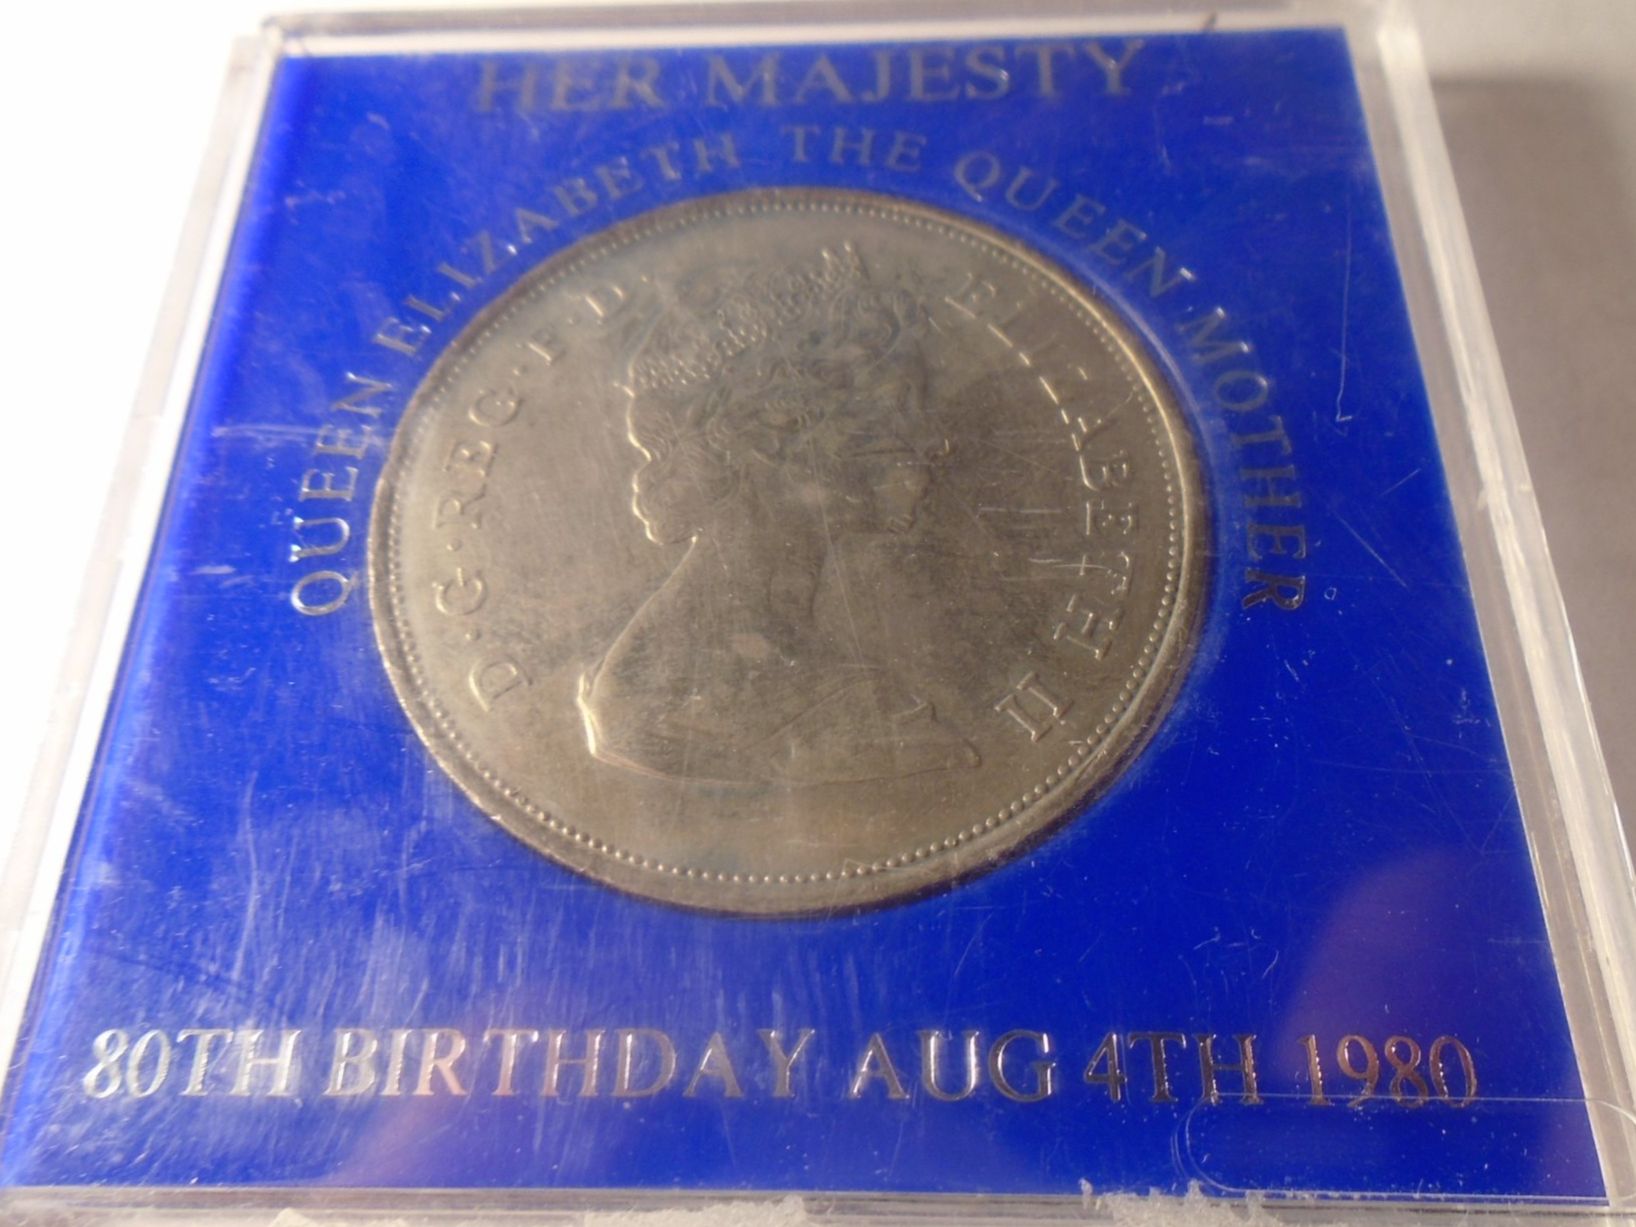 HER MAJESTY
QUEEN ELIZABETH THE QUEEN MOTHER
D·G·REG·F·D· ELIZABETH II
80TH BIRTHDAY AUG 4TH 1980